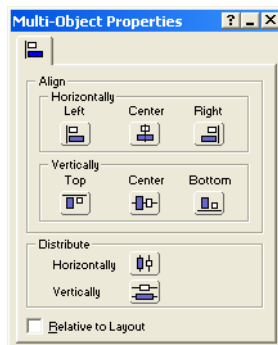 Multi-Object Properties
Align
Horizontally
Left Center Right
Vertically
Top Center Bottom
Distribute
Horizontally
Vertically
Relative to Layout